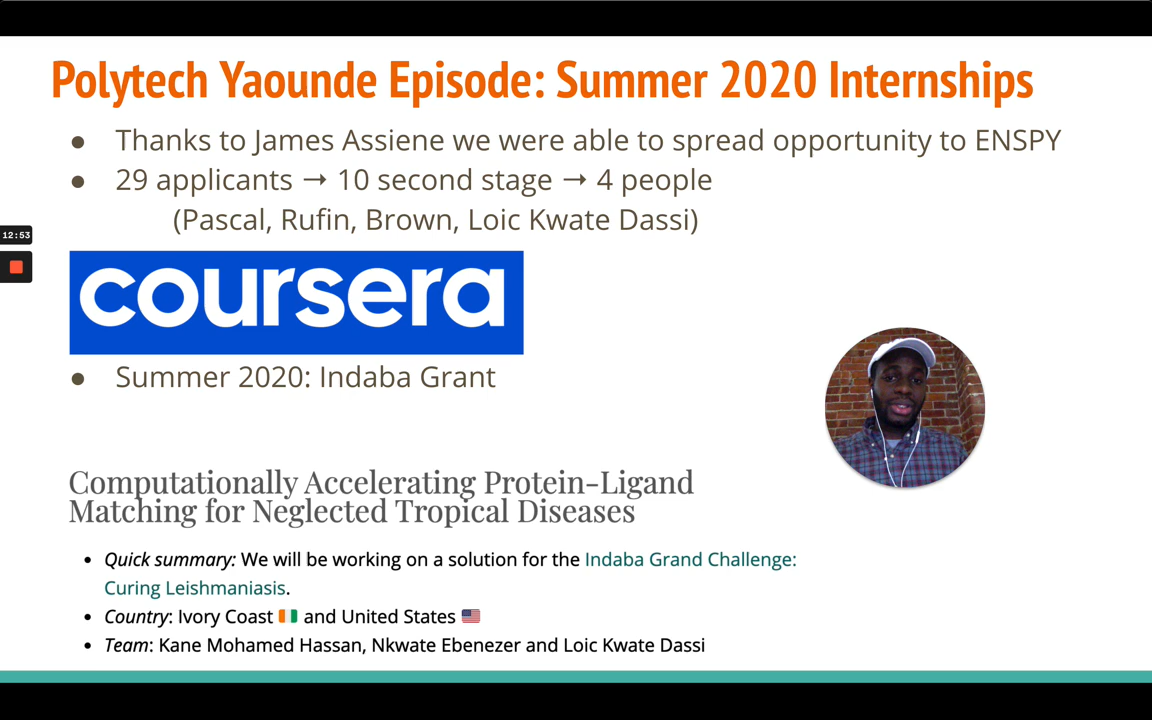 Polytech Yaounde Episode: Summer 2020 Internships
● Thanks to James Assiene we were able to spread opportunity to ENSPY
● 29 applicants → 10 second stage → 4 people
(Pascal, Rufin, Brown, Loic Kwate Dassi)
12:53
coursera
● Summer 2020: Indaba Grant
Computationally Accelerating Protein-Ligand
Matching for Neglected Tropical Diseases
• Quick summary: We will be working on a solution for the Indaba Grand Challenge:
Curing Leishmaniasis.
• Country: Ivory Coast 🇨🇮 and United States 🇺🇸
• Team: Kane Mohamed Hassan, Nkwate Ebenezer and Loic Kwate Dassi